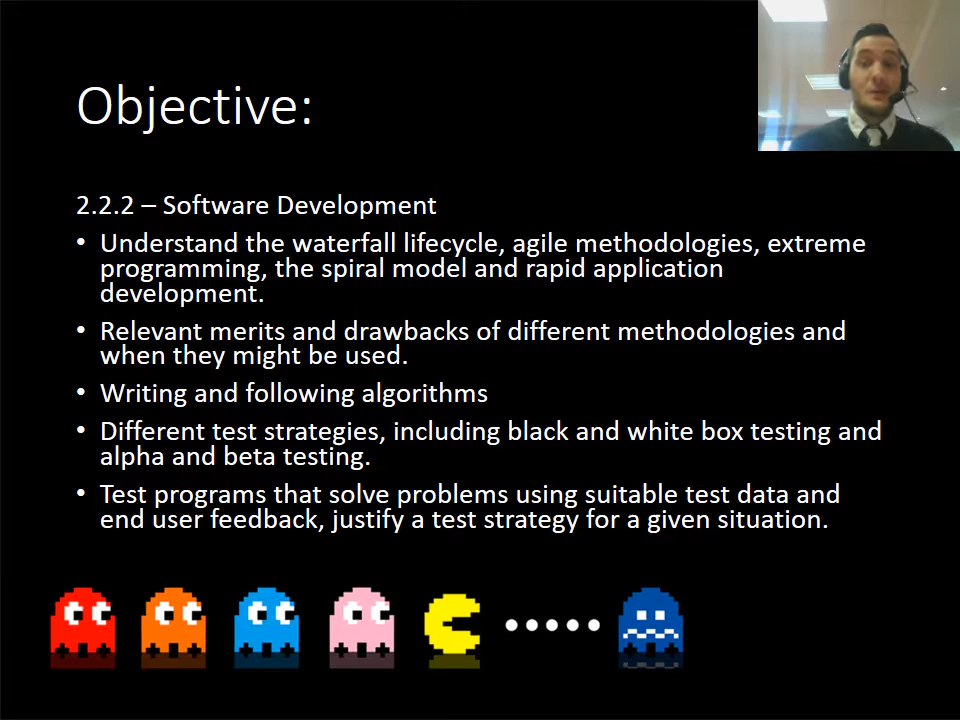 Objective:
2.2.2 – Software Development
• Understand the waterfall lifecycle, agile methodologies, extreme
programming, the spiral model and rapid application
development.
• Relevant merits and drawbacks of different methodologies and
when they might be used.
• Writing and following algorithms
• Different test strategies, including black and white box testing and
alpha and beta testing.
• Test programs that solve problems using suitable test data and
end user feedback, justify a test strategy for a given situation.